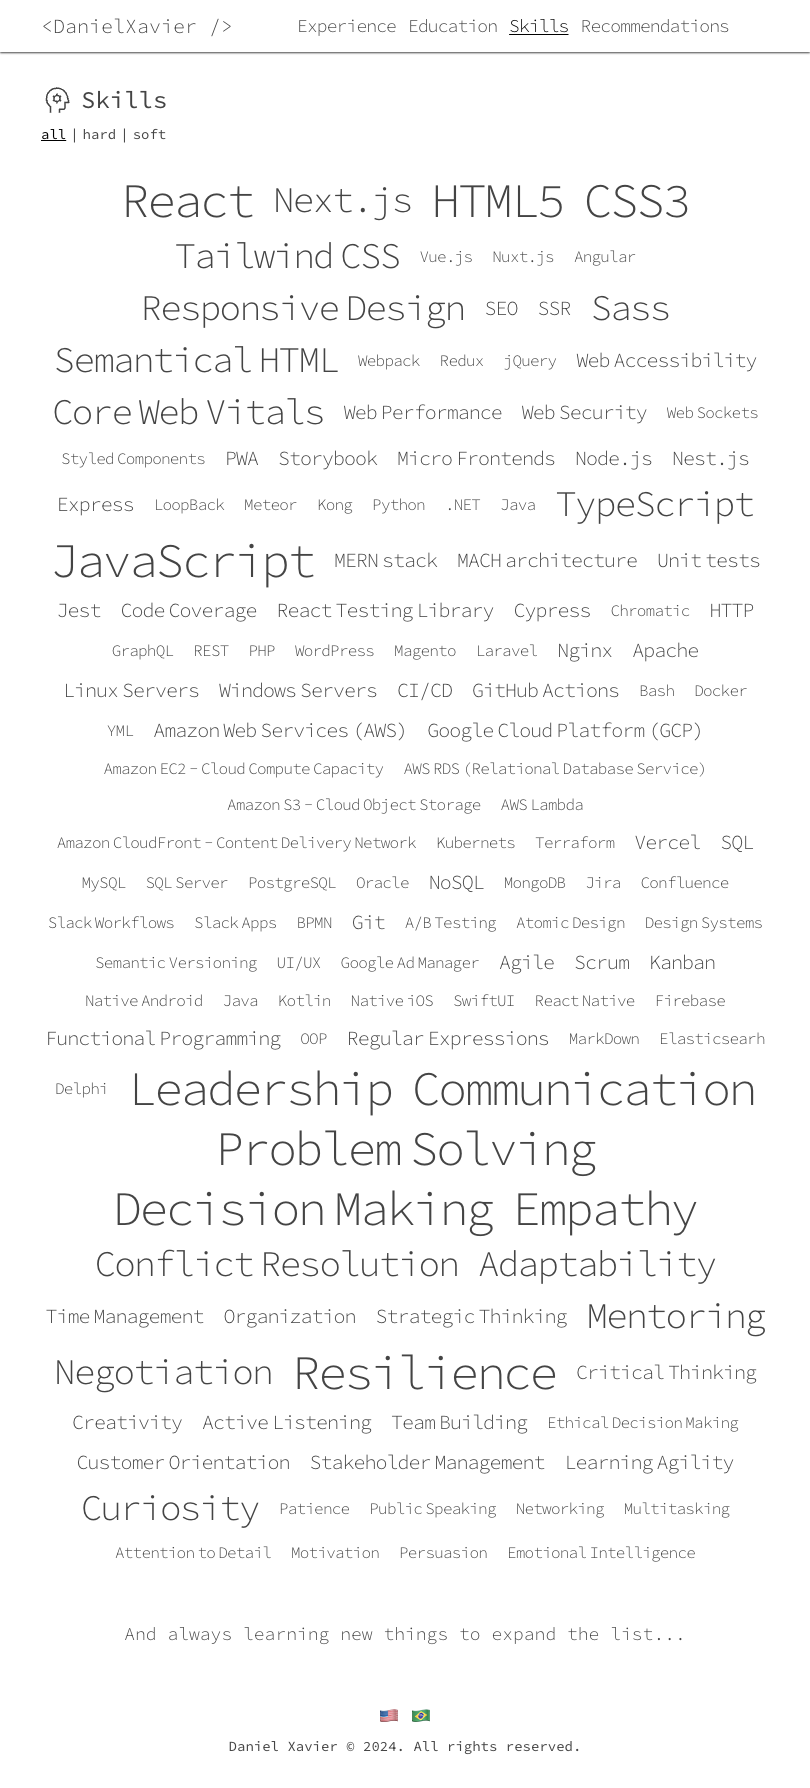 <DanielXavier /> Experience Education Skills Recommendations
Skills
all | hard | soft
React Next.js HTML5 CSS3
Tailwind CSS Vue.js Nuxt.js Angular
Responsive Design SEO SSR Sass
Semantical HTML Webpack Redux jQuery Web Accessibility
Core Web Vitals Web Performance Web Security Web Sockets
Styled Components PWA Storybook Micro Frontends Node.js Nest.js
Express LoopBack Meteor Kong Python .NET Java TypeScript
JavaScript MERN stack MACH architecture Unit tests
Jest Code Coverage React Testing Library Cypress Chromatic HTTP
GraphQL REST PHP WordPress Magento Laravel Nginx Apache
Linux Servers Windows Servers CI/CD GitHub Actions Bash Docker
YML Amazon Web Services (AWS) Google Cloud Platform (GCP)
Amazon EC2 - Cloud Compute Capacity AWS RDS (Relational Database Service)
Amazon S3 - Cloud Object Storage AWS Lambda
Amazon CloudFront - Content Delivery Network Kubernets Terraform Vercel SQL
MySQL SQL Server PostgreSQL Oracle NoSQL MongoDB Jira Confluence
Slack Workflows Slack Apps BPMN Git A/B Testing Atomic Design Design Systems
Semantic Versioning UI/UX Google Ad Manager Agile Scrum Kanban
Native Android Java Kotlin Native iOS SwiftUI React Native Firebase
Functional Programming OOP Regular Expressions MarkDown Elasticsearh
Delphi Leadership Communication
Problem Solving
Decision Making Empathy
Conflict Resolution Adaptability
Time Management Organization Strategic Thinking Mentoring
Negotiation Resilience Critical Thinking
Creativity Active Listening Team Building Ethical Decision Making
Customer Orientation Stakeholder Management Learning Agility
Curiosity Patience Public Speaking Networking Multitasking
Attention to Detail Motivation Persuasion Emotional Intelligence
And always learning new things to expand the list...
Daniel Xavier © 2024. All rights reserved.